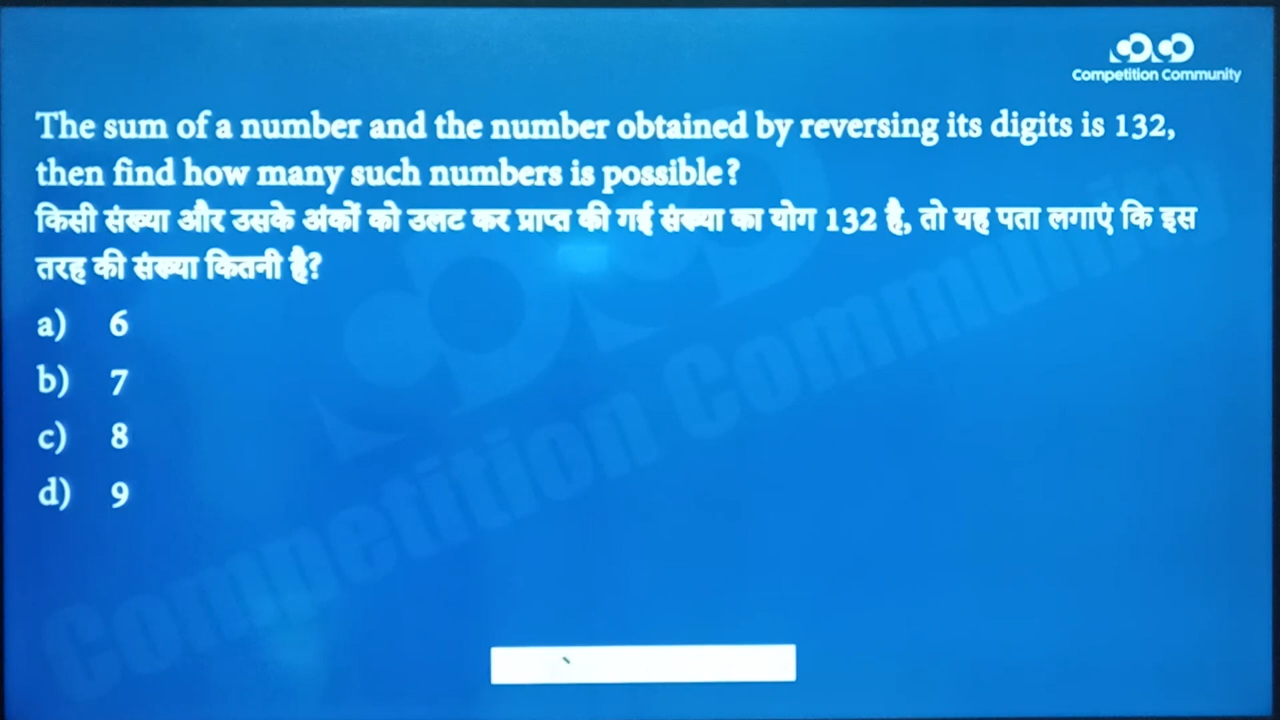 Competition Community
The sum of a number and the number obtained by reversing its digits is 132,
then find how many such numbers is possible?
किसी संख्या और उसके अंकों को उलट कर प्राप्त की गई संख्या का योग 132 है, तो यह पता लगाएं कि इस
तरह की संख्या कितनी है?
a) 6
b) 7
c) 8
d) 9
Competition Community